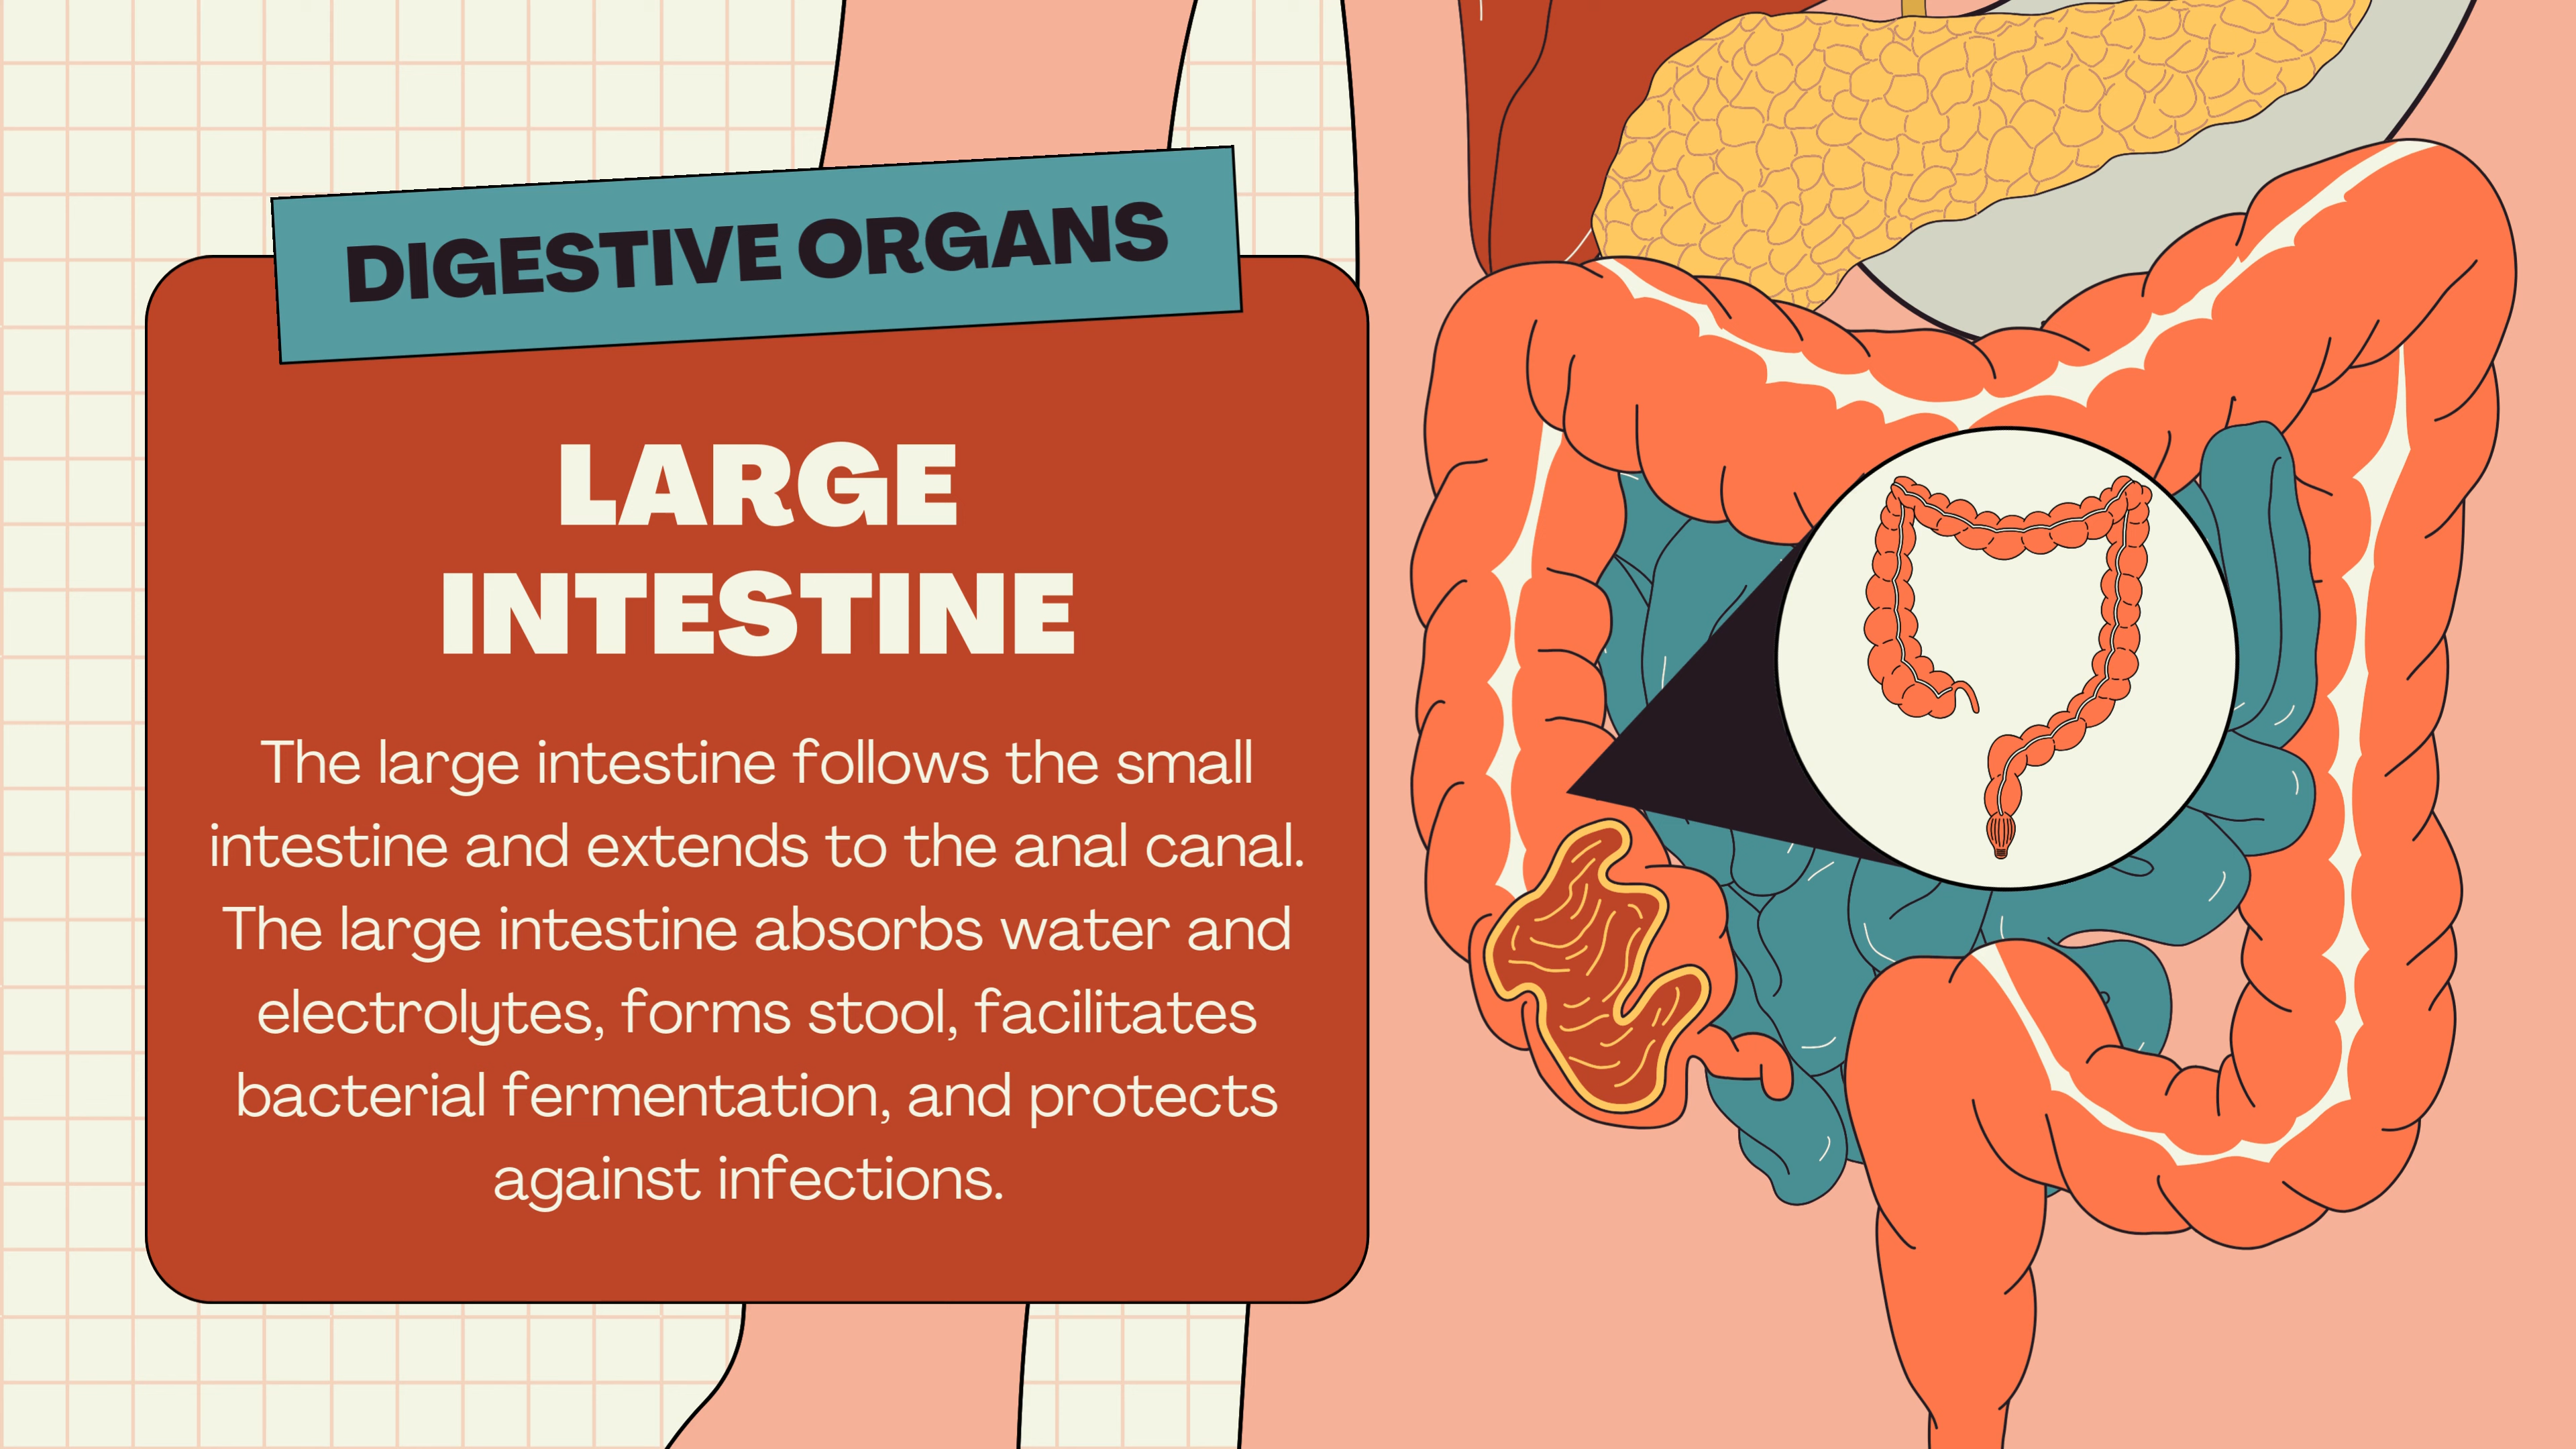 DIGESTIVE ORGANS
LARGE
INTESTINE
The large intestine follows the small
intestine and extends to the anal canal.
The large intestine absorbs water and
electrolytes, forms stool, facilitates
bacterial fermentation, and protects
against infections.